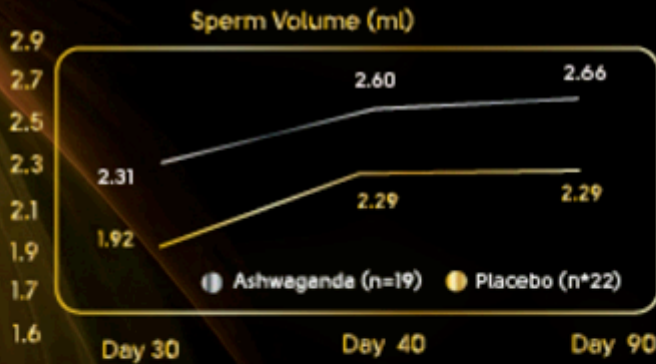 Sperm Volume (ml)
2.9
2.7
2.5
2.3
2.1
1.9
1.7
1.6
2.31
2.60
2.66
1.92
2.29
2.29
Ashwaganda (n=19)
Placebo (n*22)
Day 30
Day 40
Day 90